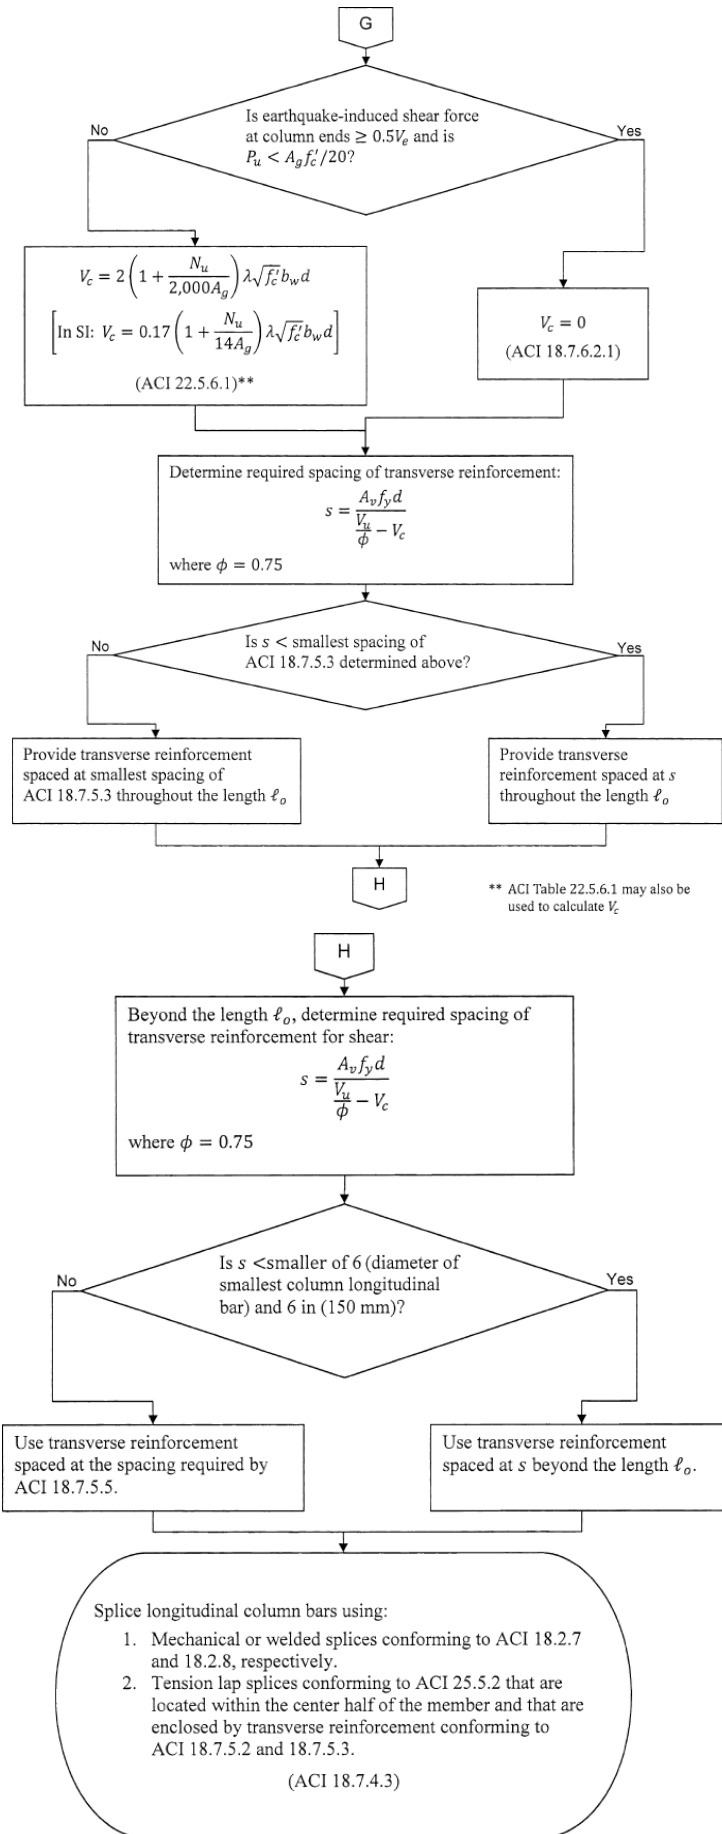 G
Is earthquake-induced shear force
at column ends ≥ 0.5Vₑ and is
Pᵤ < A_g f′_c/20?
No
Yes
V_c = 2(1 + N_u/2,000A_g)λ√f′_c b_w d
[In SI: V_c = 0.17(1 + N_u/14A_g)λ√f′_c b_w d]
(ACI 22.5.6.1)**
V_c = 0
(ACI 18.7.6.2.1)
Determine required spacing of transverse reinforcement:
s = A_v f_y d / (V_u/ϕ − V_c)
where ϕ = 0.75
Is s < smallest spacing of
ACI 18.7.5.3 determined above?
No
Yes
Provide transverse reinforcement
spaced at smallest spacing of
ACI 18.7.5.3 throughout the length ℓ_o
Provide transverse
reinforcement spaced at s
throughout the length ℓ_o
H
** ACI Table 22.5.6.1 may also be
used to calculate V_c
H
Beyond the length ℓ_o, determine required spacing of
transverse reinforcement for shear:
s = A_v f_y d / (V_u/ϕ − V_c)
where ϕ = 0.75
Is s <smaller of 6 (diameter of
smallest column longitudinal
bar) and 6 in (150 mm)?
No
Yes
Use transverse reinforcement
spaced at the spacing required by
ACI 18.7.5.5.
Use transverse reinforcement
spaced at s beyond the length ℓ_o.
Splice longitudinal column bars using:
1. Mechanical or welded splices conforming to ACI 18.2.7
and 18.2.8, respectively.
2. Tension lap splices conforming to ACI 25.5.2 that are
located within the center half of the member and that are
enclosed by transverse reinforcement conforming to
ACI 18.7.5.2 and 18.7.5.3.
(ACI 18.7.4.3)